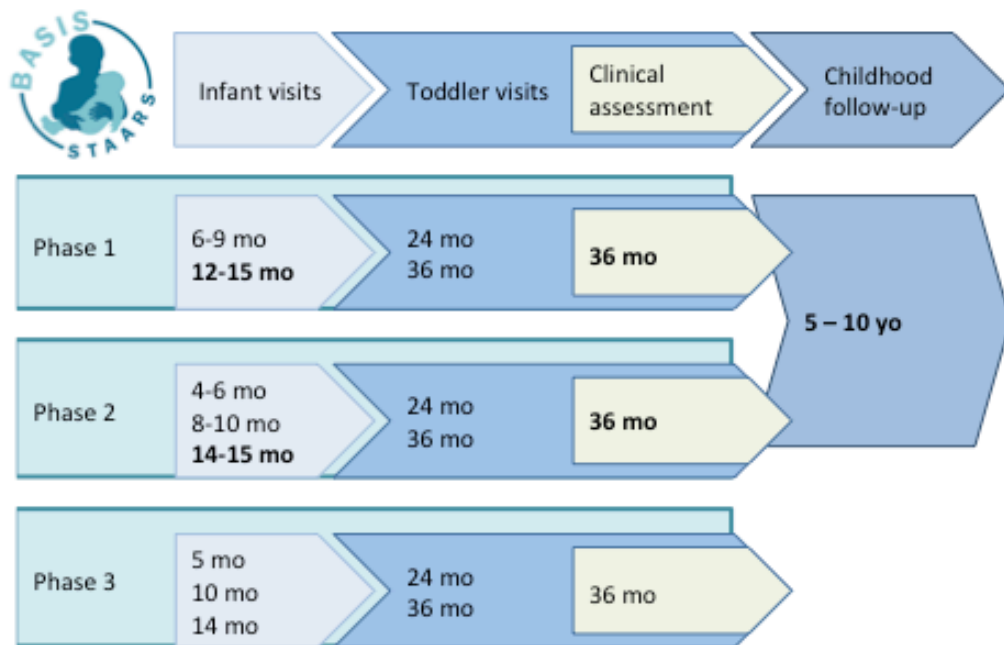 BASIS
STAARS
Infant visits
Toddler visits
Clinical
assessment
Childhood
follow-up
Phase 1
6-9 mo
12-15 mo
24 mo
36 mo
36 mo
5 – 10 yo
Phase 2
4-6 mo
8-10 mo
14-15 mo
24 mo
36 mo
36 mo
Phase 3
5 mo
10 mo
14 mo
24 mo
36 mo
36 mo